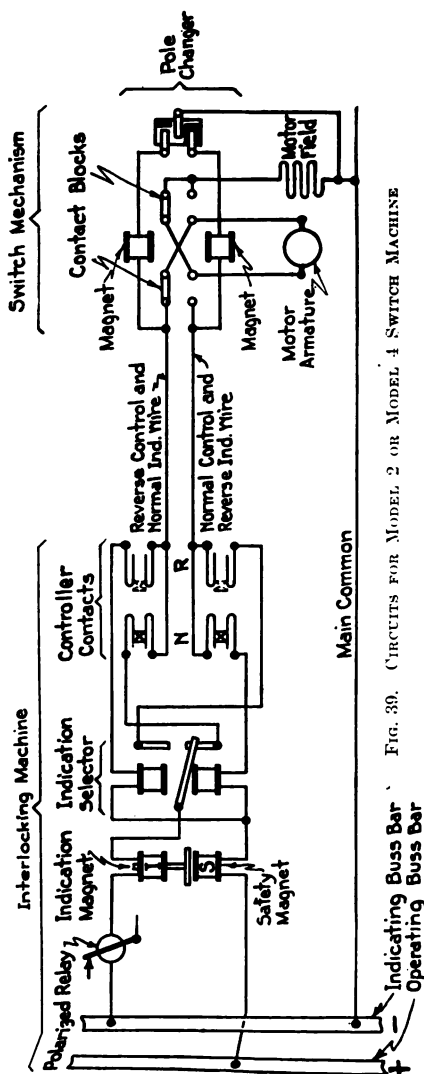 Interlocking Machine
Switch Mechanism
Polarized Relay
Indication
Magnet
Indication
Selector
Controller
Contacts
Reverse Control and
Normal Ind. Wire
Magnet
Contact Blocks
Pole
Changer
I
S
Safety
Magnet
N
R
Normal Control and
Reverse Ind. Wire
Magnet
Motor
Armature
Motor
Field
Main Common
Indicating Buss Bar
Operating Buss Bar
-
+
FIG. 39. CIRCUITS FOR MODEL 2 OR MODEL 4 SWITCH MACHINE